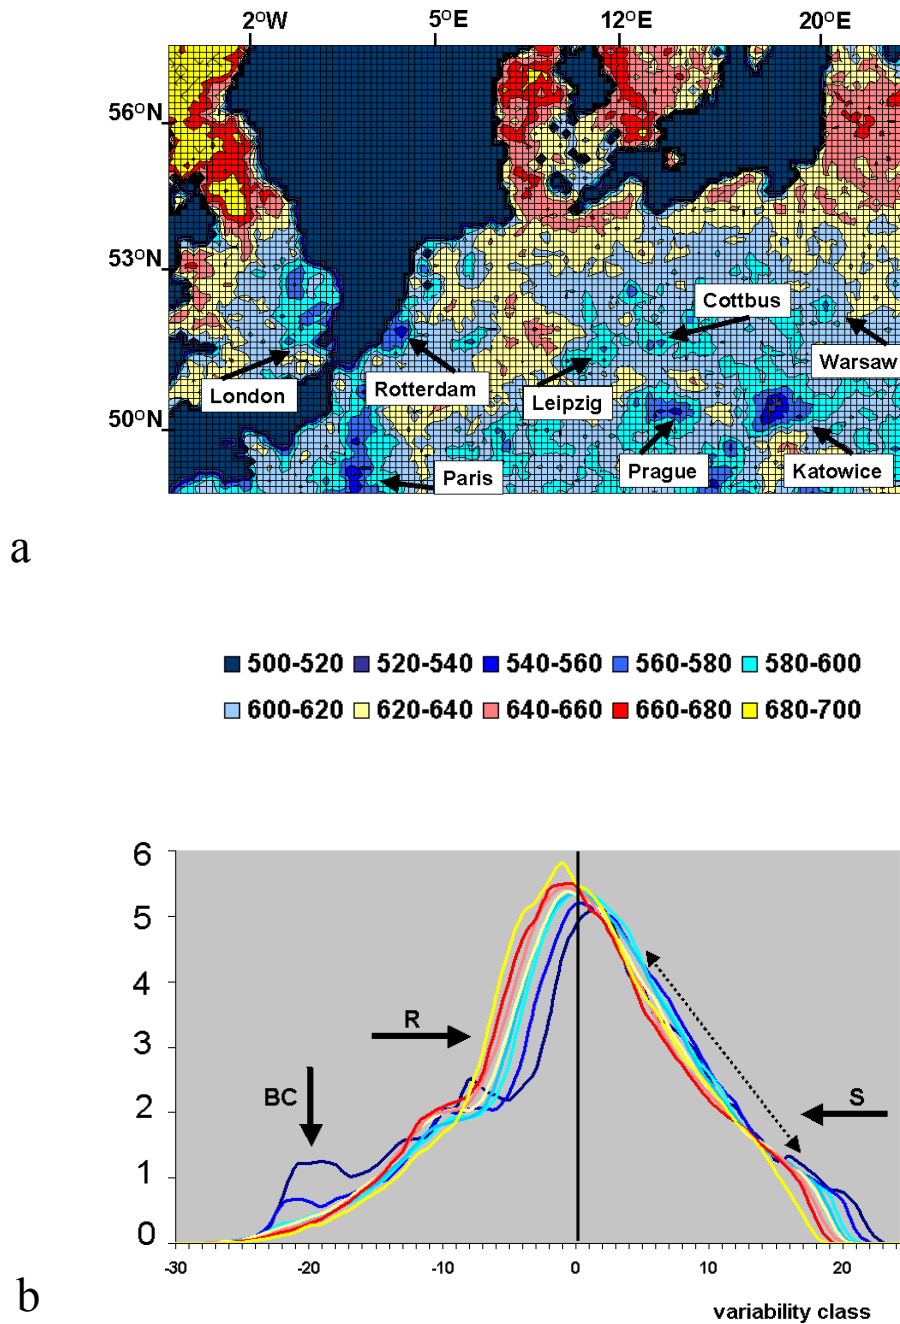 2°W 5°E 12°E 20°E
56°N
53°N
50°N
Cottbus
Warsaw
London
Rotterdam
Leipzig
Paris
Prague
Katowice
a
500-520 520-540 540-560 560-580 580-600
600-620 620-640 640-660 660-680 680-700
6
5
4
3
2
1
0
R
BC
S
-30 -20 -10 0 10 20
b
variability class